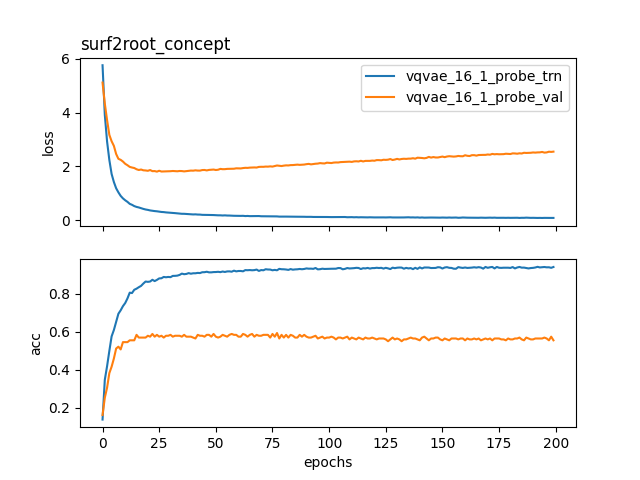 surf2root_concept
6
4
2
0
loss
vqvae_16_1_probe_trn
vqvae_16_1_probe_val
0.8
0.6
0.4
0.2
acc
0 25 50 75 100 125 150 175 200
epochs